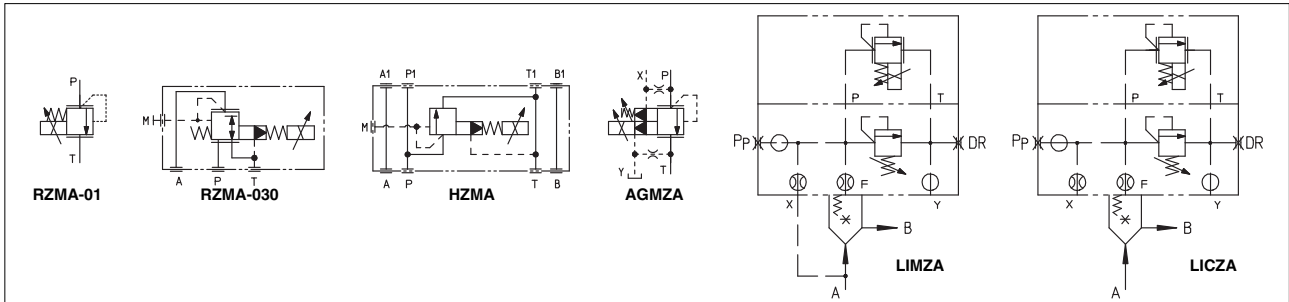 P
T
RZMA-01
M
A P T
RZMA-030
A1 P1 T1 B1
M
A P T B
HZMA
X P
Y T
AGMZA
P T
Pp DR
F
X Y
B
A
LIMZA
P T
Pp DR
F
X Y
B
A
LICZA